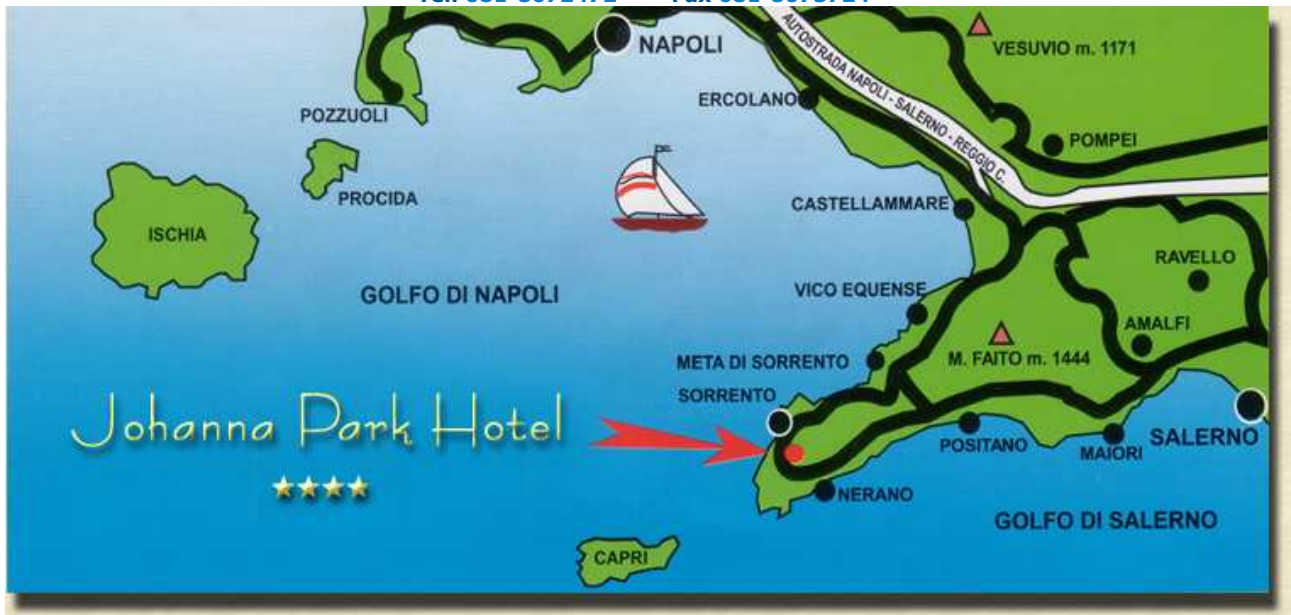 NAPOLI
VESUVIO m. 1171
AUTOSTRADA NAPOLI - SALERNO - REGGIO C.
ERCOLANO
POZZUOLI
POMPEI
PROCIDA
CASTELLAMMARE
ISCHIA
RAVELLO
GOLFO DI NAPOLI
VICO EQUENSE
AMALFI
META DI SORRENTO
M. FAITO m. 1444
SORRENTO
Johanna Park Hotel
POSITANO
MAIORI
SALERNO
NERANO
GOLFO DI SALERNO
CAPRI